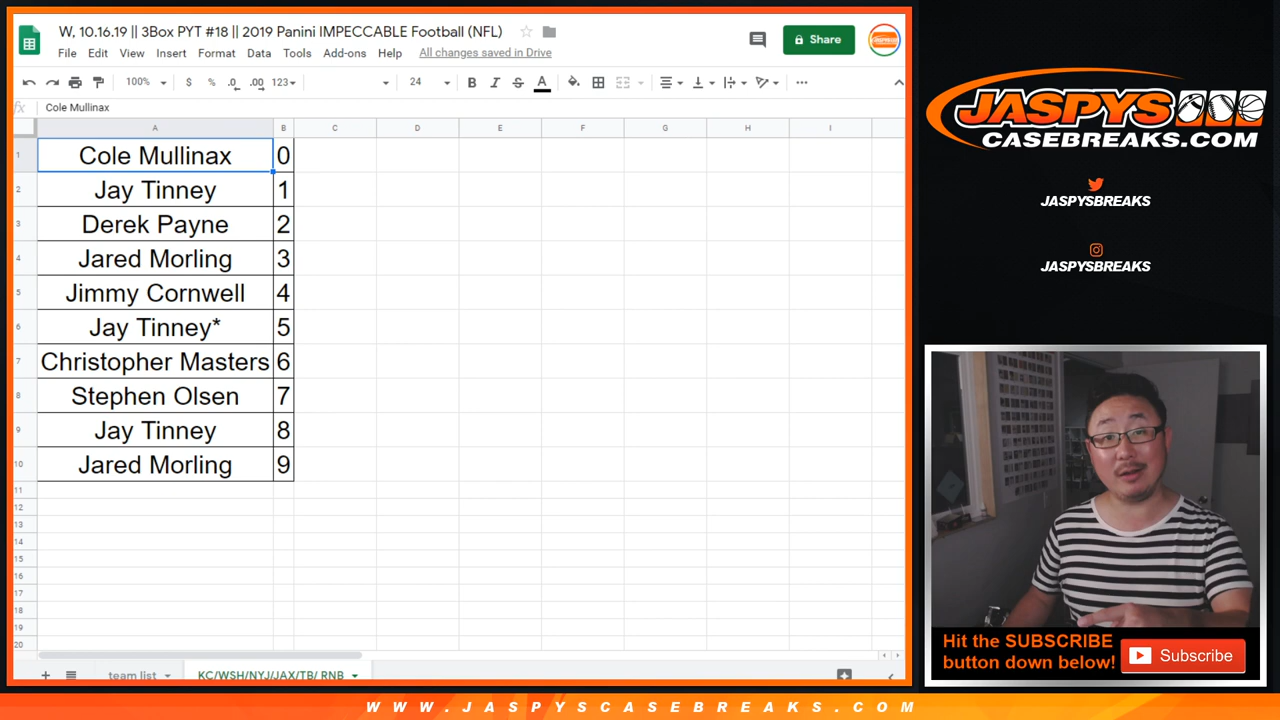 W, 10.16.19 || 3Box PYT #18 || 2019 Panini IMPECCABLE Football (NFL)
File Edit View Insert Format Data Tools Add-ons Help All changes saved in Drive
Share
100% $ % .0 .00 123 24 B I S A
fx Cole Mullinax
A B C D E F G H I
1 Cole Mullinax 0
2 Jay Tinney 1
3 Derek Payne 2
4 Jared Morling 3
5 Jimmy Cornwell 4
6 Jay Tinney* 5
7 Christopher Masters 6
8 Stephen Olsen 7
9 Jay Tinney 8
10 Jared Morling 9
11
12
13
14
15
16
17
18
19
20
team list KC/WSH/NYJ/JAX/TB/ RNB
JASPYS
CASEBREAKS.COM
JASPYSBREAKS
JASPYSBREAKS
Hit the SUBSCRIBE
button down below!
Subscribe
WWW.JASPYSCASEBREAKS.COM